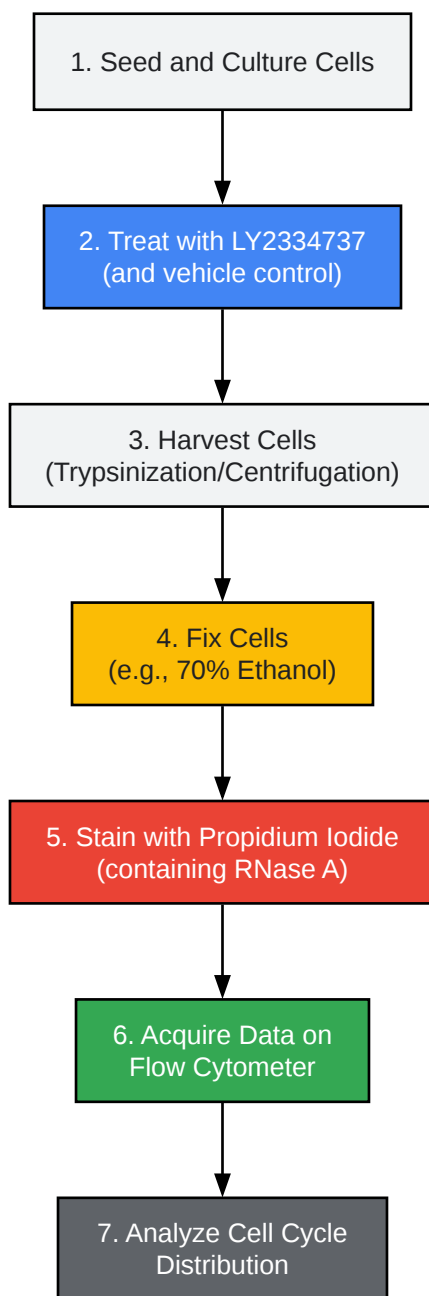 1. Seed and Culture Cells
2. Treat with LY2334737
(and vehicle control)
3. Harvest Cells
(Trypsinization/Centrifugation)
4. Fix Cells
(e.g., 70% Ethanol)
5. Stain with Propidium Iodide
(containing RNase A)
6. Acquire Data on
Flow Cytometer
7. Analyze Cell Cycle
Distribution